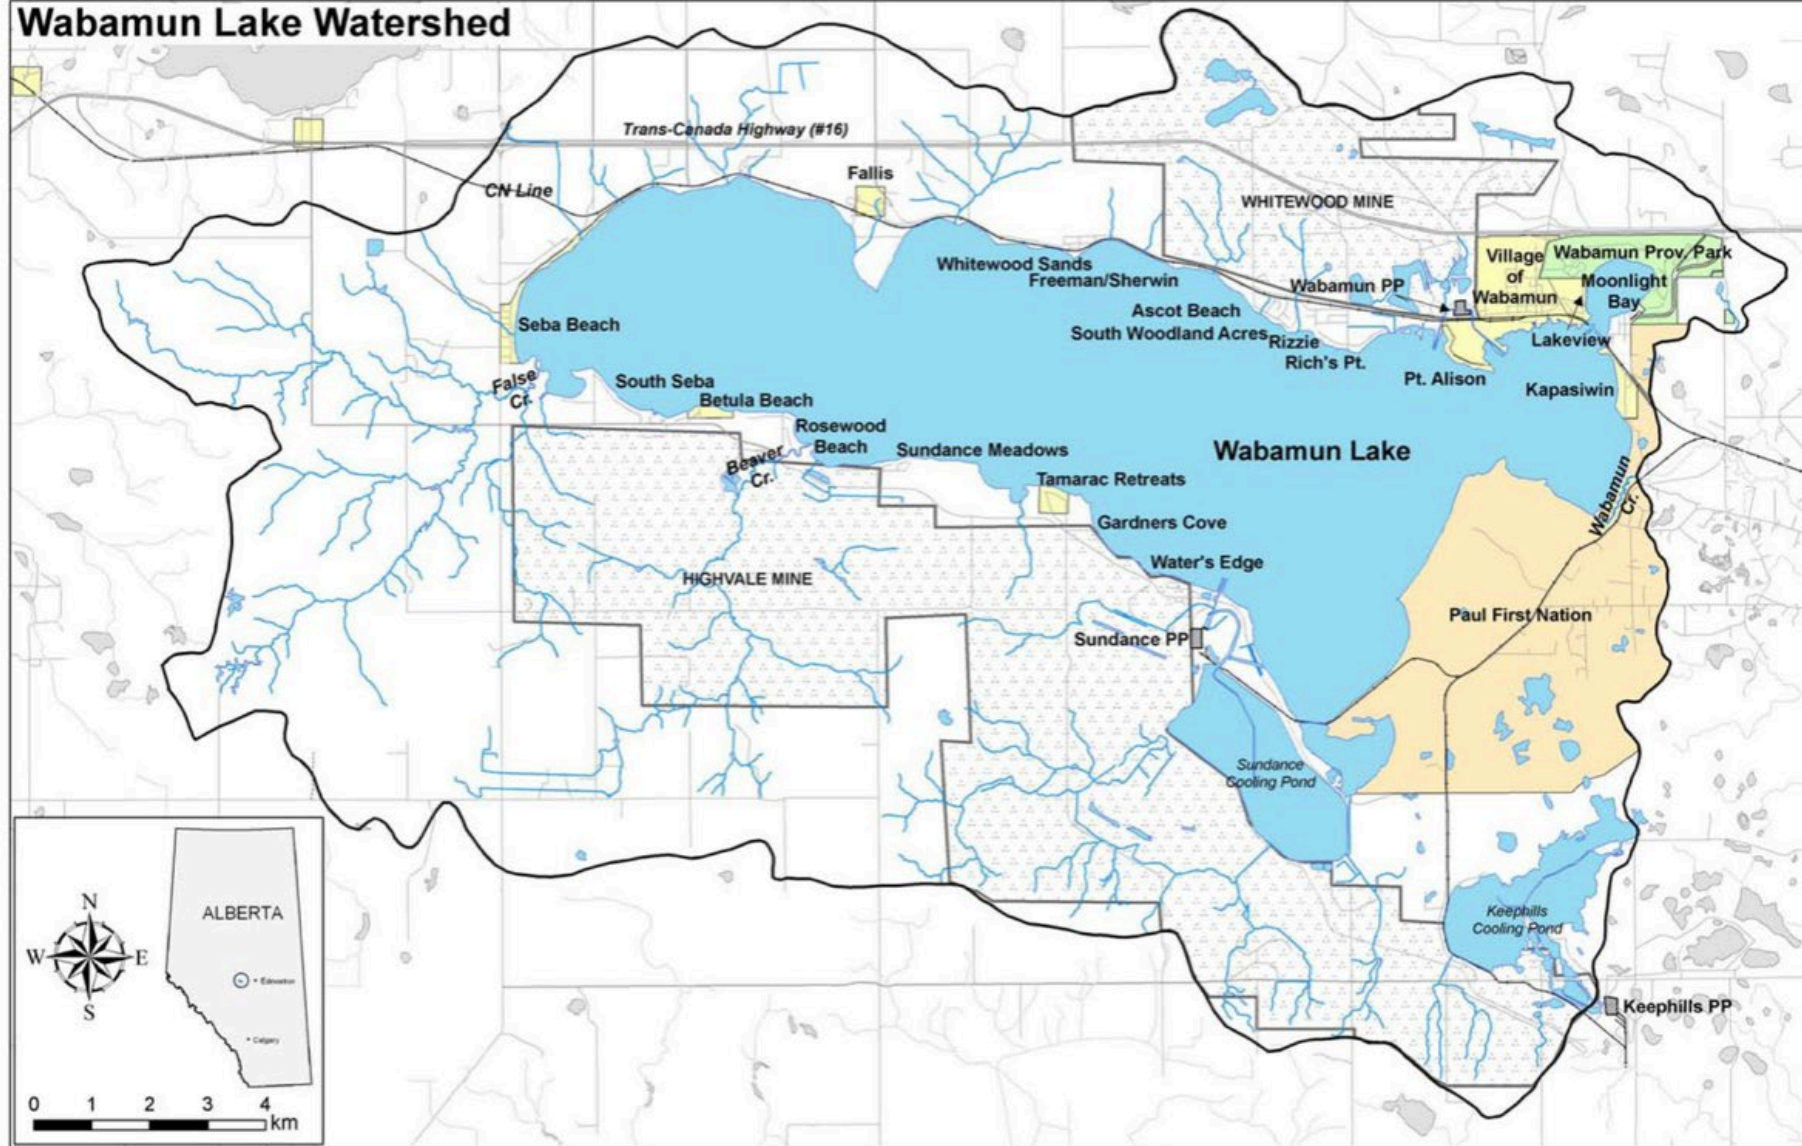 Wabamun Lake Watershed
Trans-Canada Highway (#16)
CN Line
Fallis
WHITEWOOD MINE
Whitewood Sands
Freeman/Sherwin
Ascot Beach
South Woodland Acres
Rizzie
Rich's Pt.
Wabamun PP
Village
of
Wabamun
Wabamun Prov. Park
Moonlight
Bay
Lakeview
Pt. Alison
Kapasiwin
Seba Beach
False
Cr.
South Seba
Betula Beach
Rosewood
Beach
Beaver
Cr.
Sundance Meadows
Wabamun Lake
Tamarac Retreats
Gardners Cove
Water's Edge
Wabamun
Cr.
HIGHVALE MINE
Sundance PP
Paul First Nation
Sundance
Cooling Pond
Keephills
Cooling Pond
Keephills PP
N
W
E
S
ALBERTA
Edmonton
Calgary
0 1 2 3 4
km